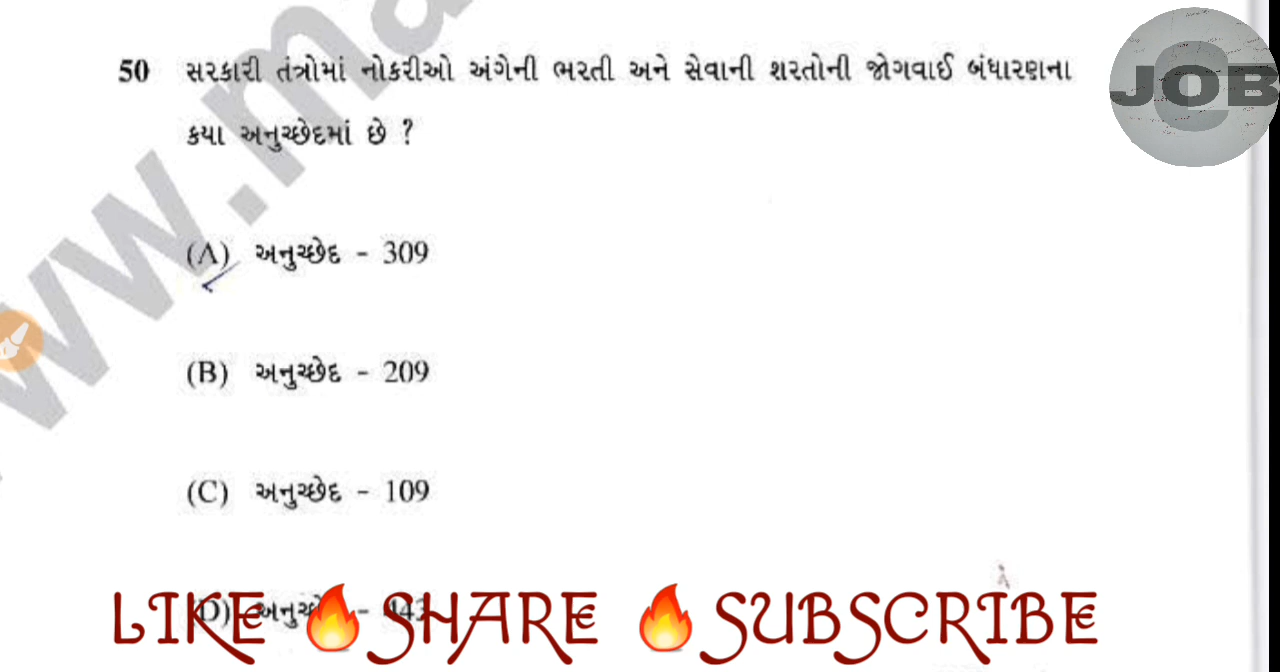 JOB
C
50 સરકારી તંત્રોમાં નોકરીઓ અંગેની ભરતી અને સેવાની શરતોની જોગવાઈ બંધારણના
કયા અનુચ્છેદમાં છે ?
(A) અનુચ્છેદ - 309
(B) અનુચ્છેદ - 209
(C) અનુચ્છેદ - 109
(D)
LIKE 🔥 SHARE 🔥 SUBSCRIBE